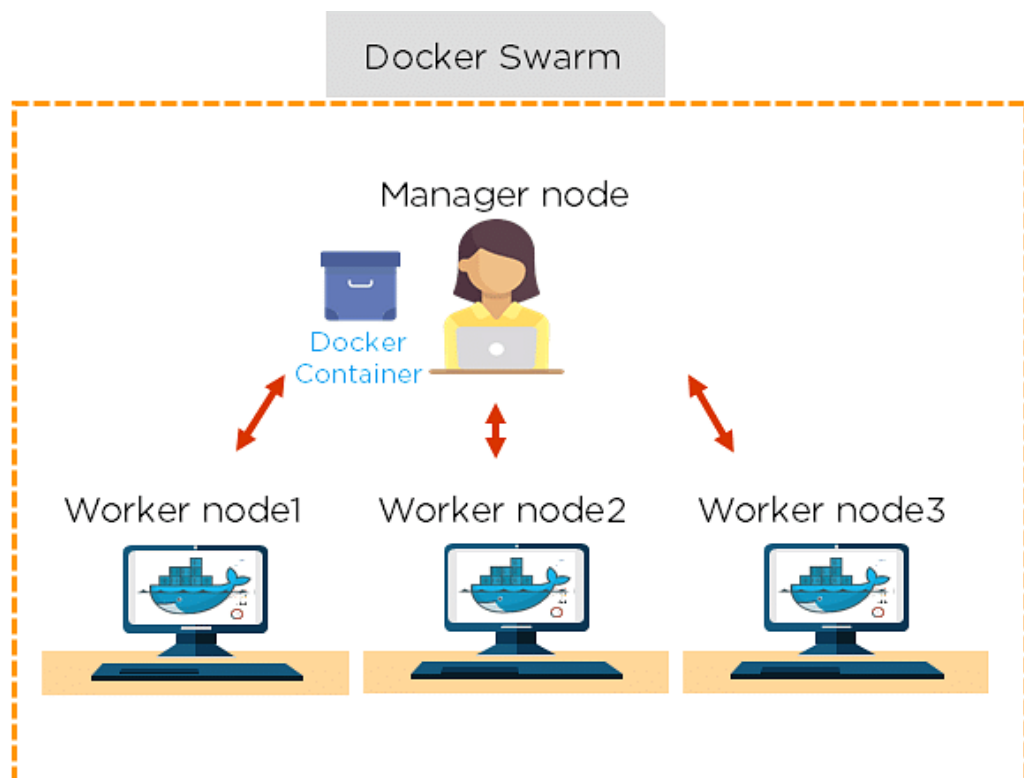 Docker Swarm
Manager node
Docker
Container
Worker node1
Worker node2
Worker node3